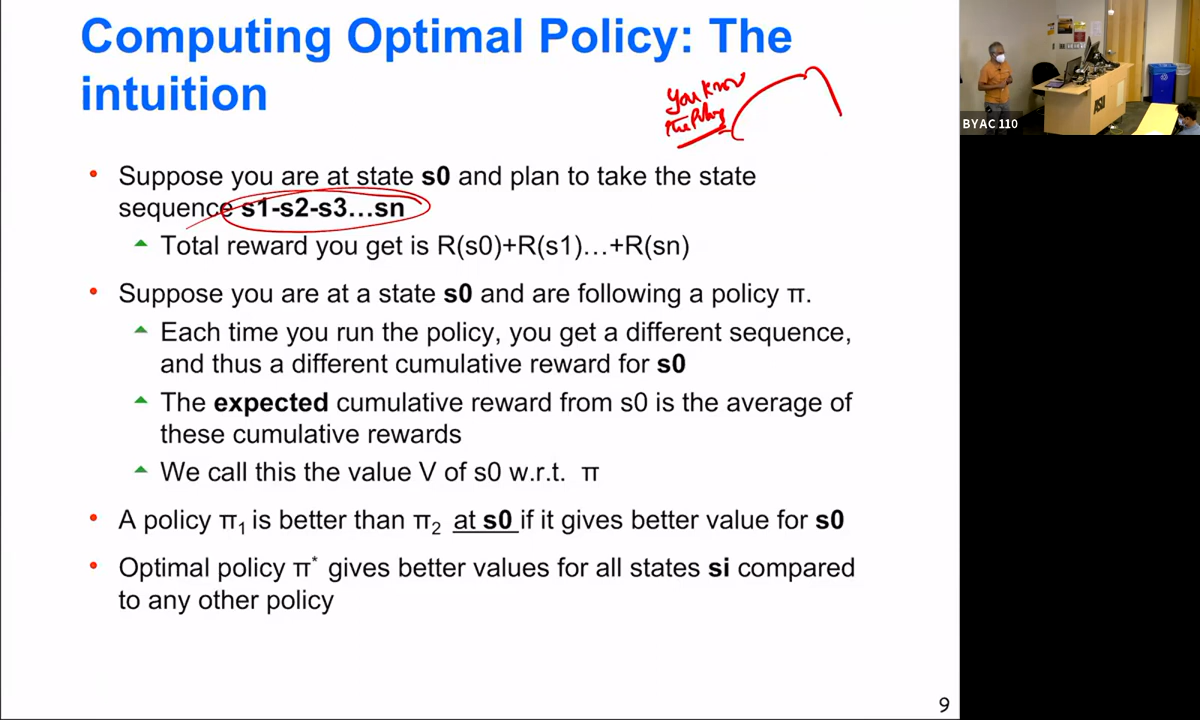 Computing Optimal Policy: The
intuition
You know
the Policy
• Suppose you are at state s0 and plan to take the state
sequence s1-s2-s3…sn
Total reward you get is R(s0)+R(s1)…+R(sn)
• Suppose you are at a state s0 and are following a policy π.
Each time you run the policy, you get a different sequence,
and thus a different cumulative reward for s0
The expected cumulative reward from s0 is the average of
these cumulative rewards
We call this the value V of s0 w.r.t. π
• A policy π1 is better than π2 at s0 if it gives better value for s0
• Optimal policy π* gives better values for all states si compared
to any other policy
9
BYAC 110
ASU